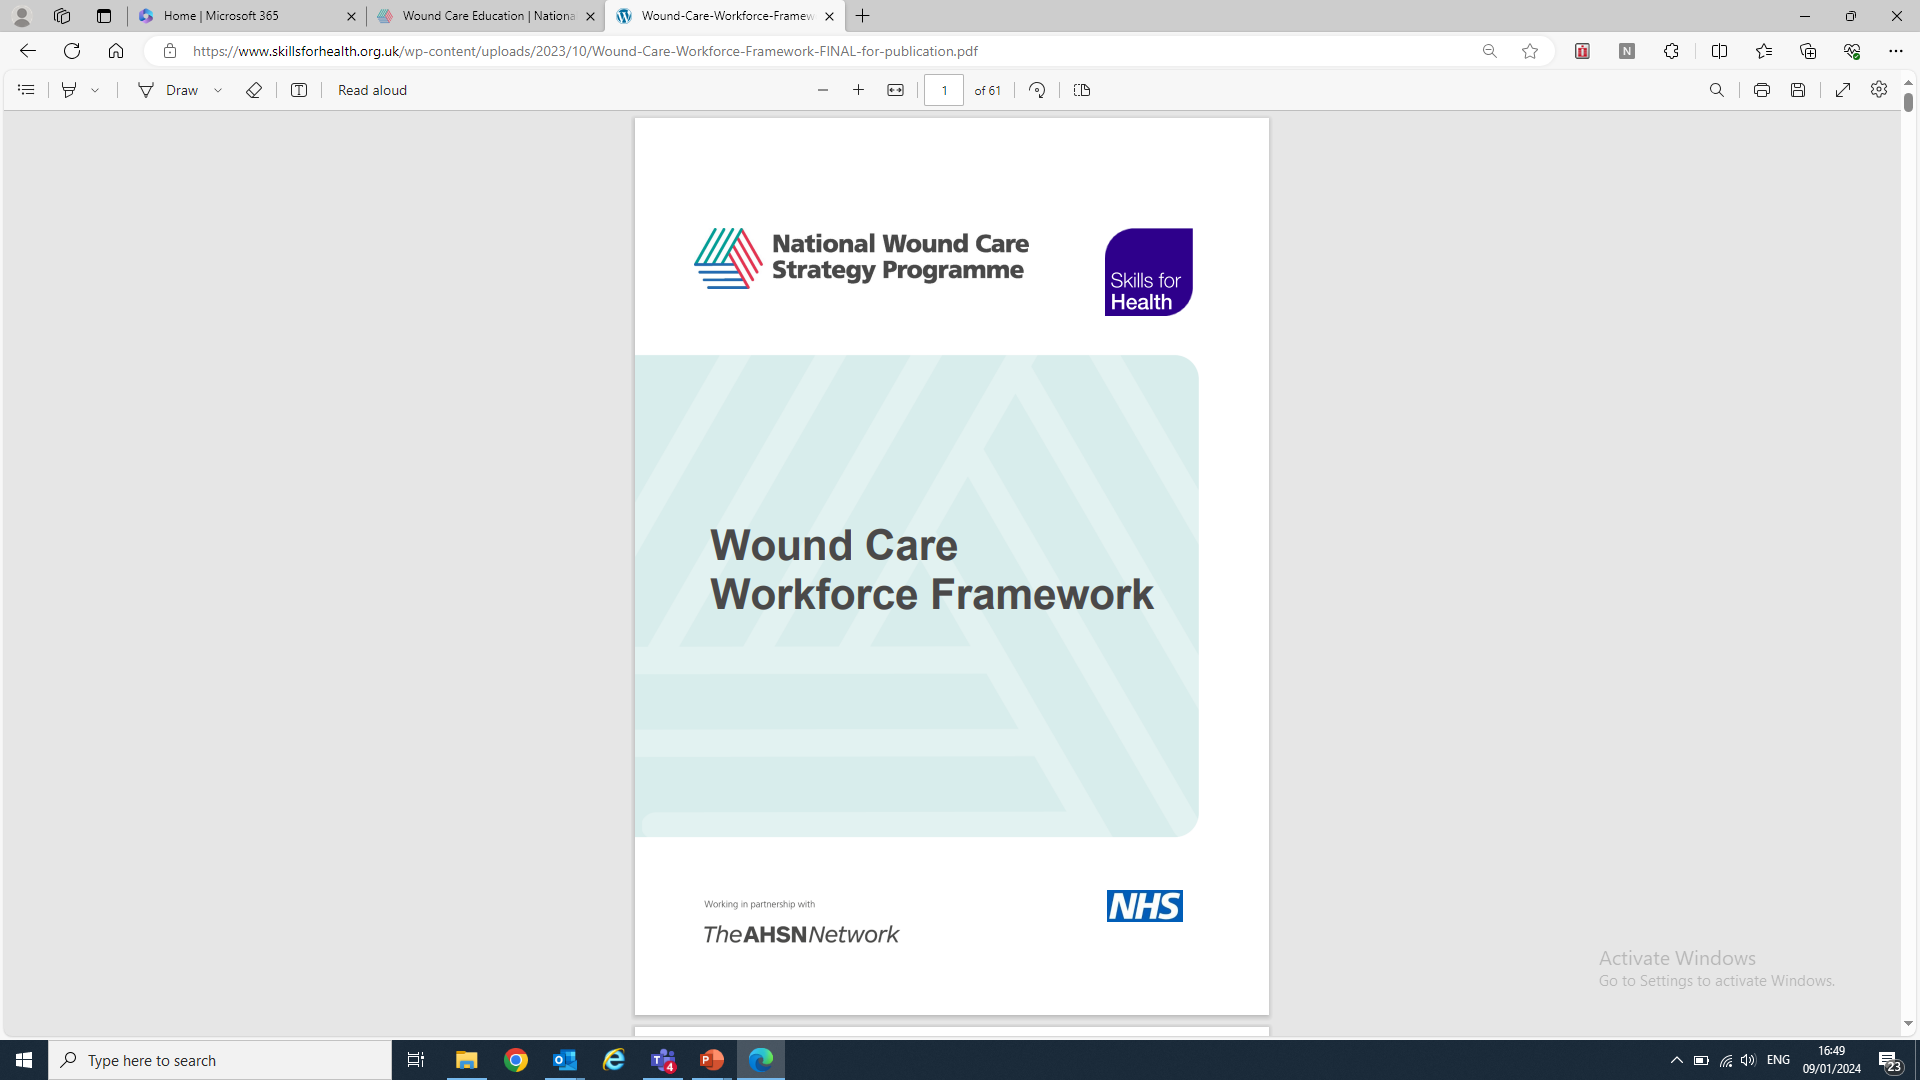 Home | Microsoft 365
Wound Care Education | Nationa
Wound-Care-Workforce-Framew
https://www.skillsforhealth.org.uk/wp-content/uploads/2023/10/Wound-Care-Workforce-Framework-FINAL-for-publication.pdf
N
Draw
Read aloud
1
of 61
National Wound Care
Strategy Programme
Skills for
Health
Wound Care
Workforce Framework
Working in partnership with
TheAHSNNetwork
NHS
Activate Windows
Go to Settings to activate Windows.
Type here to search
4
ENG
16:49
09/01/2024
23